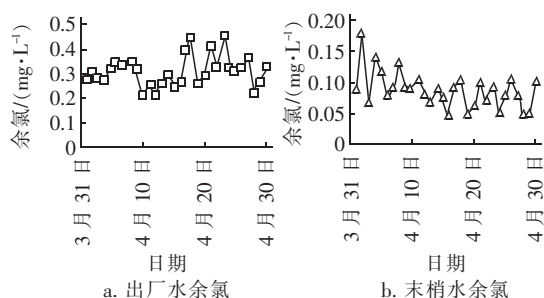 余氯/(mg·L⁻¹)
0.5
0.4
0.3
0.2
0.1
0
3月31日
4月10日
4月20日
4月30日
日期
a. 出厂水余氯
余氯/(mg·L⁻¹)
0.20
0.15
0.10
0.05
0
3月31日
4月10日
4月20日
4月30日
日期
b. 末梢水余氯